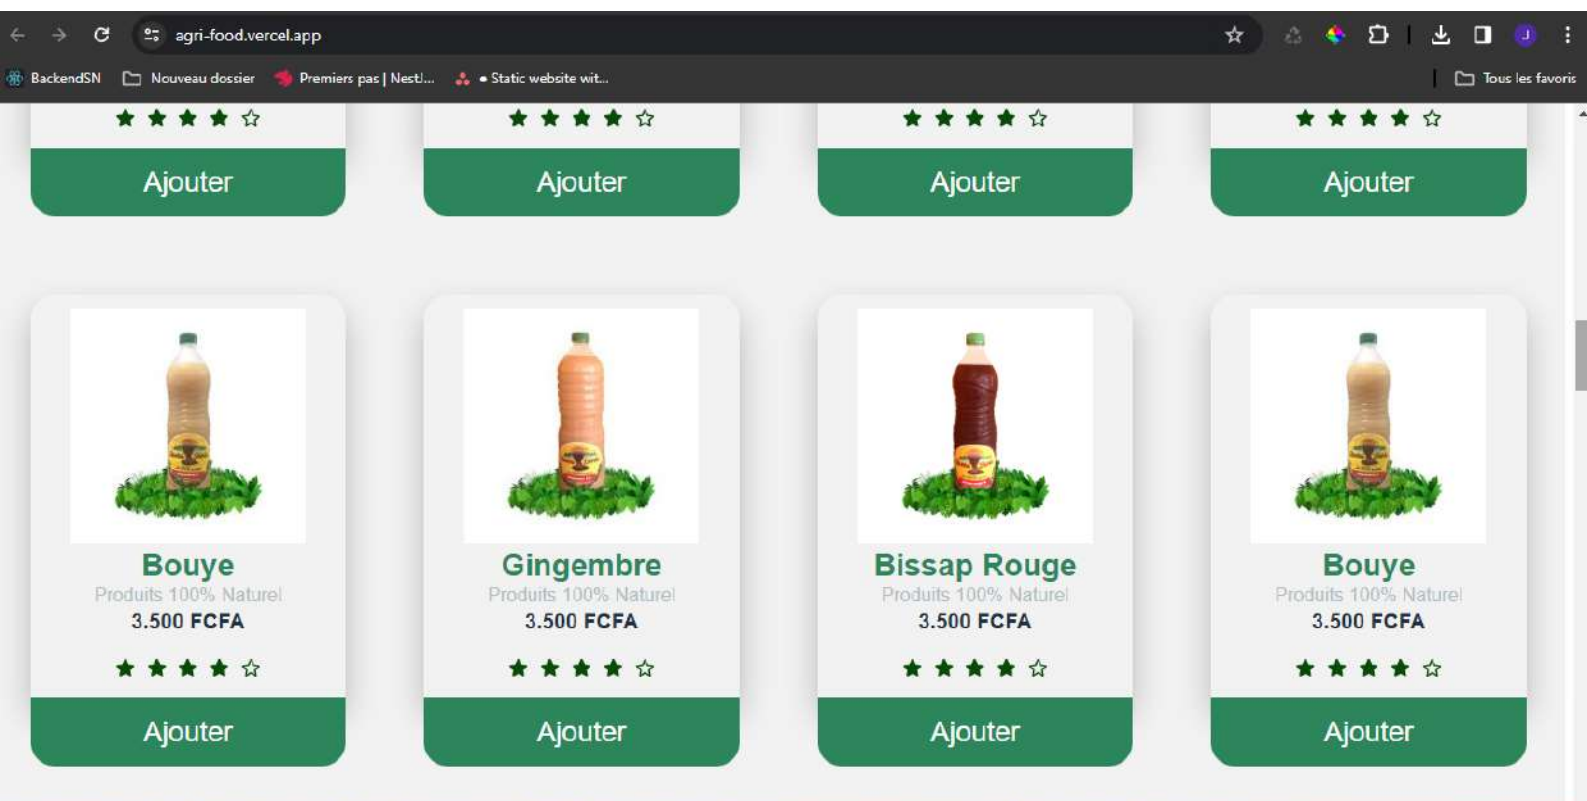 agri-food.vercel.app
J
BackendSN
Nouveau dossier
Premiers pas | NestJ...
● Static website wit...
Tous les favoris
Ajouter
Ajouter
Ajouter
Ajouter
Bouye
Produits 100% Naturel
3.500 FCFA
Ajouter
Gingembre
Produits 100% Naturel
3.500 FCFA
Ajouter
Bissap Rouge
Produits 100% Naturel
3.500 FCFA
Ajouter
Bouye
Produits 100% Naturel
3.500 FCFA
Ajouter